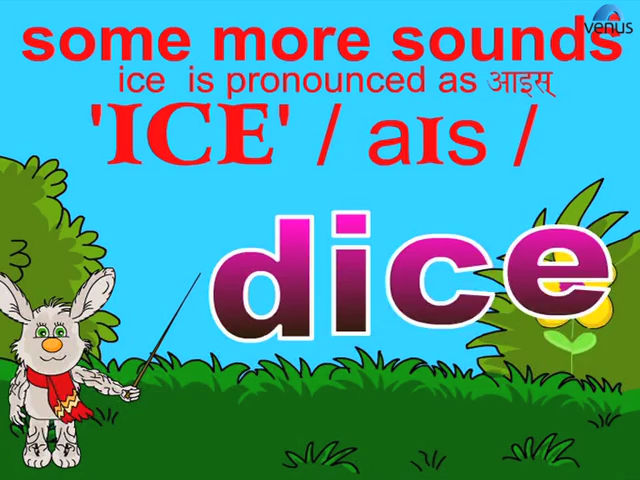 venus
some more sounds
ice is pronounced as आइस्
'ICE' / aɪs /
dice